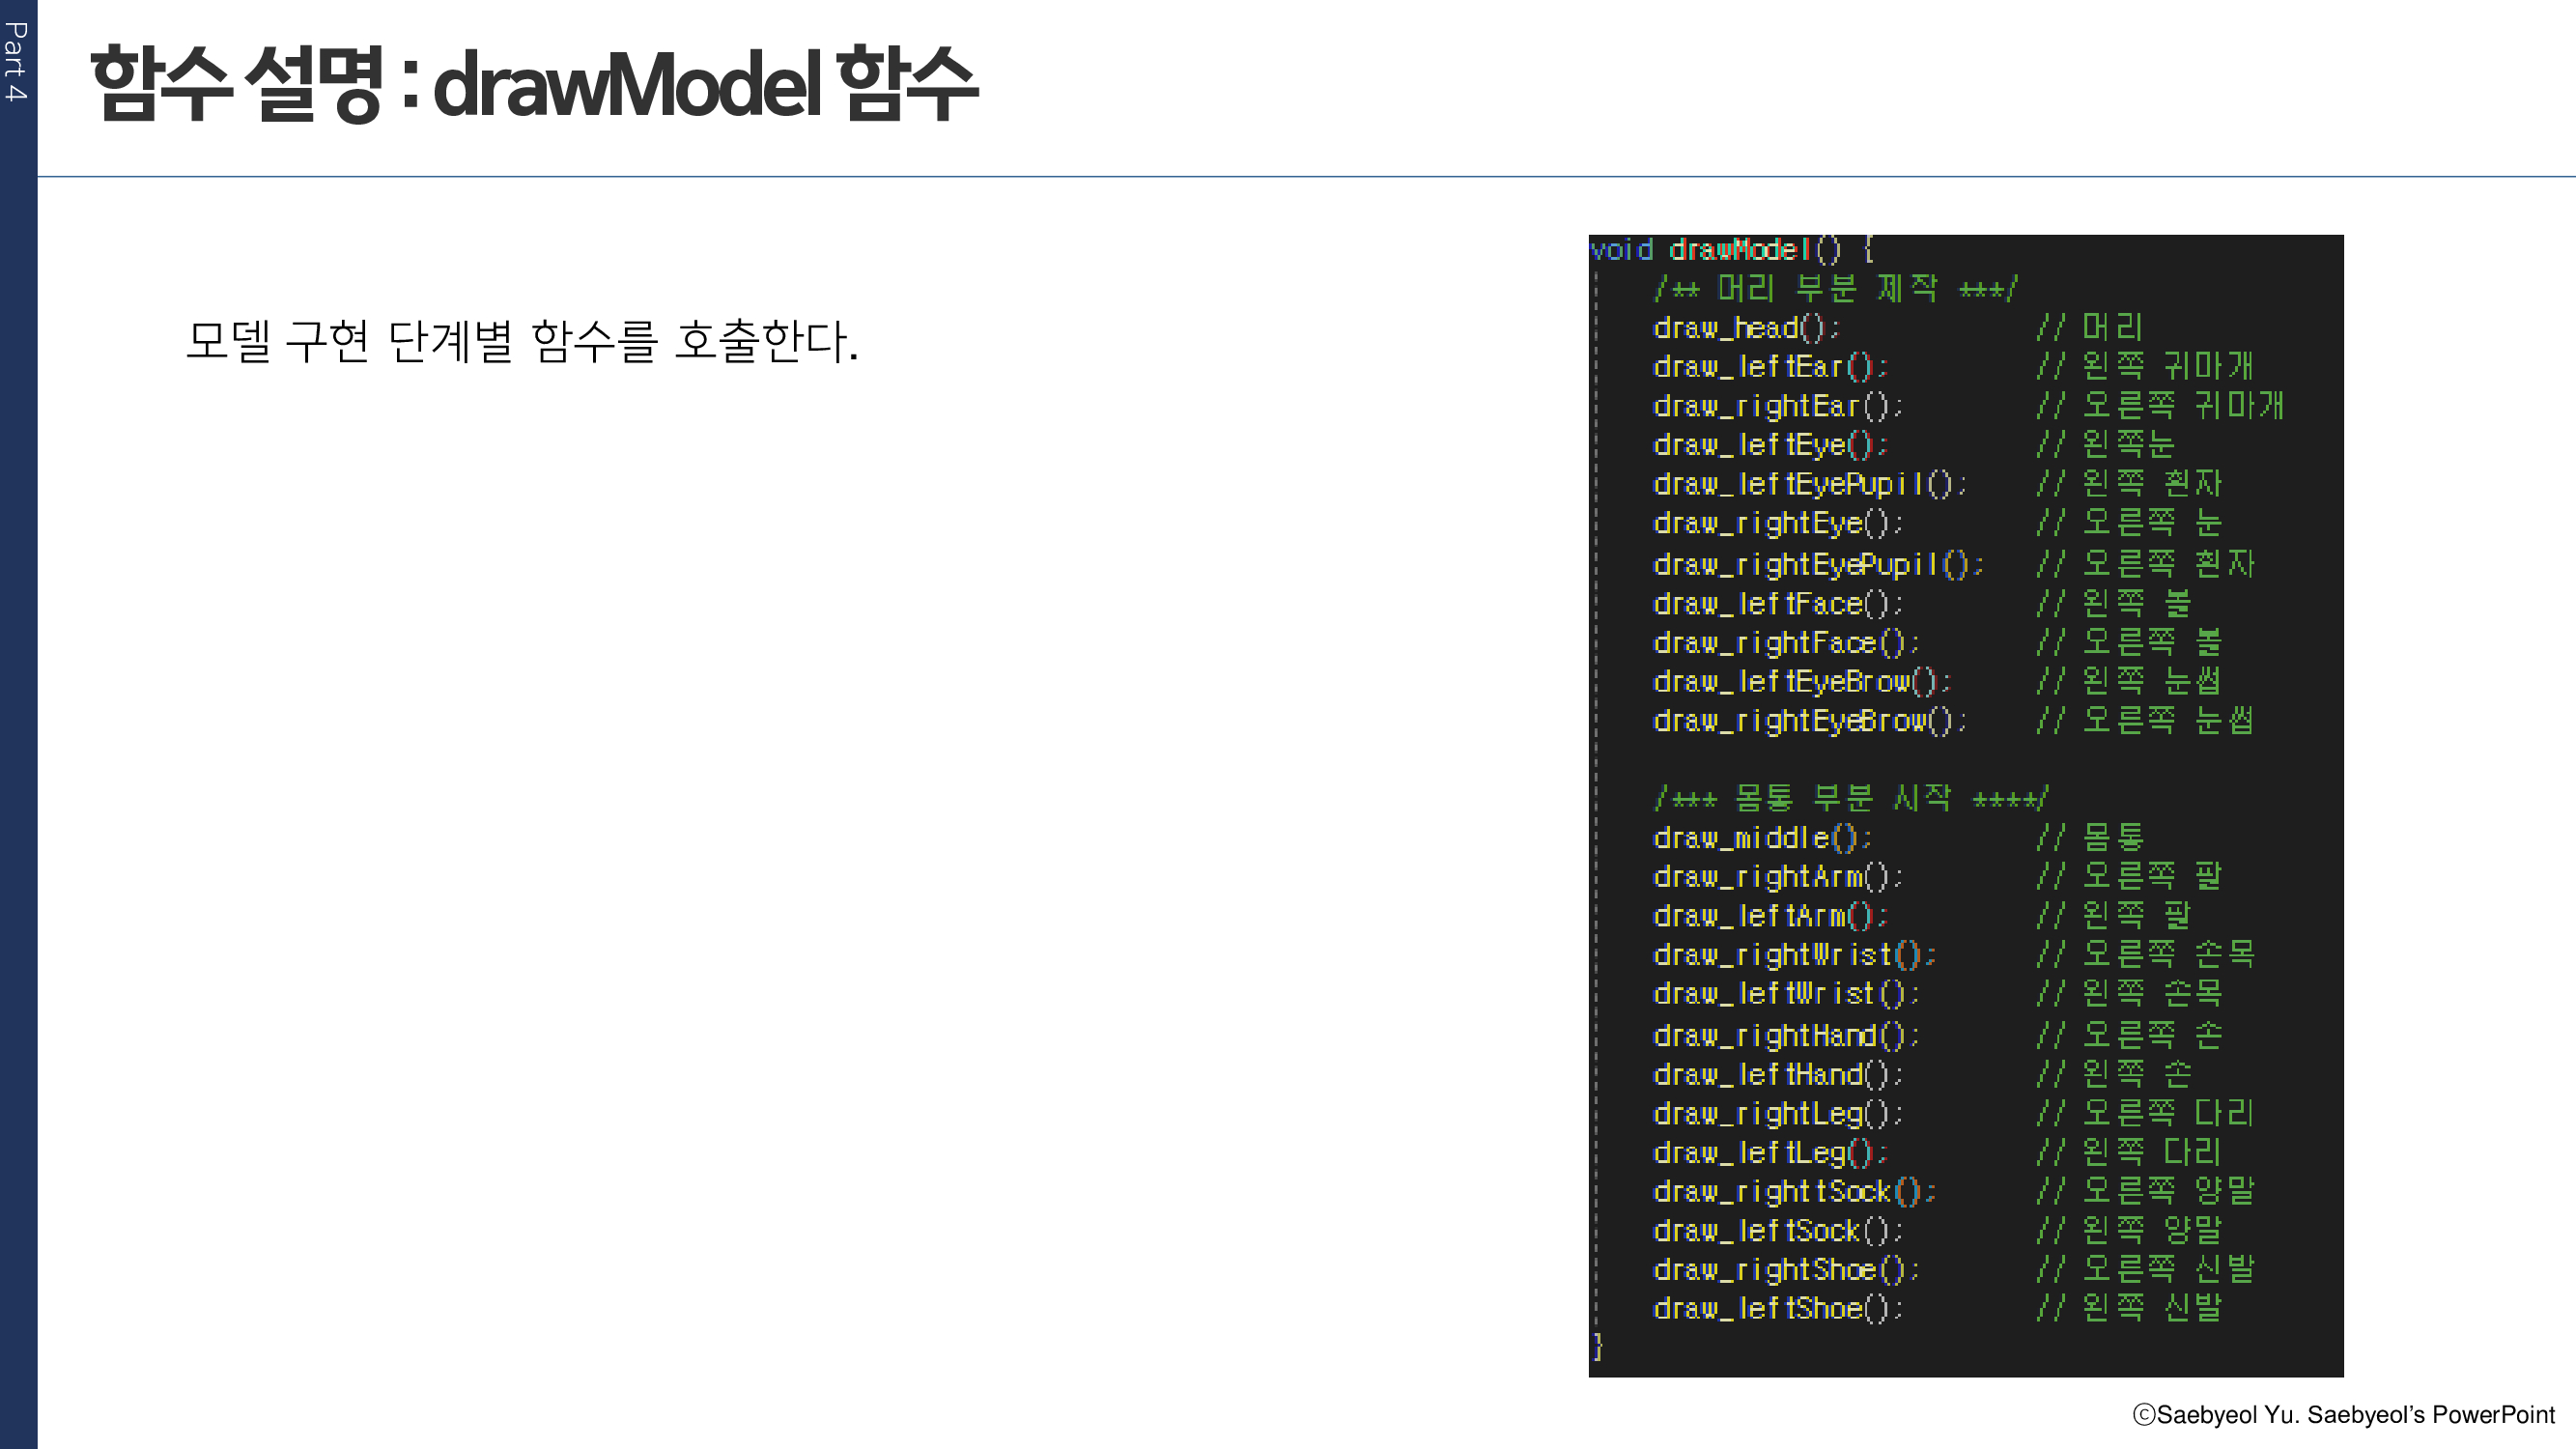 Part 4
함수 설명 : drawModel 함수
모델 구현 단계별 함수를 호출한다.
void drawModel() {
/** 머리 부분 제작 ***/
draw_head(); // 머리
draw_leftEar(); // 왼쪽 귀마개
draw_rightEar(); // 오른쪽 귀마개
draw_leftEye(); // 왼쪽눈
draw_leftEyePupil(); // 왼쪽 흰자
draw_rightEye(); // 오른쪽 눈
draw_rightEyePupil(); // 오른쪽 흰자
draw_leftFace(); // 왼쪽 볼
draw_rightFace(); // 오른쪽 볼
draw_leftEyeBrow(); // 왼쪽 눈썹
draw_rightEyeBrow(); // 오른쪽 눈썹
/*** 몸통 부분 시작 ****/
draw_middle(); // 몸통
draw_rightArm(); // 오른쪽 팔
draw_leftArm(); // 왼쪽 팔
draw_rightWrist(); // 오른쪽 손목
draw_leftWrist(); // 왼쪽 손목
draw_rightHand(); // 오른쪽 손
draw_leftHand(); // 왼쪽 손
draw_rightLeg(); // 오른쪽 다리
draw_leftLeg(); // 왼쪽 다리
draw_righttSock(); // 오른쪽 양말
draw_leftSock(); // 왼쪽 양말
draw_rightShoe(); // 오른쪽 신발
draw_leftShoe(); // 왼쪽 신발
}
ⓒSaebyeol Yu. Saebyeol’s PowerPoint